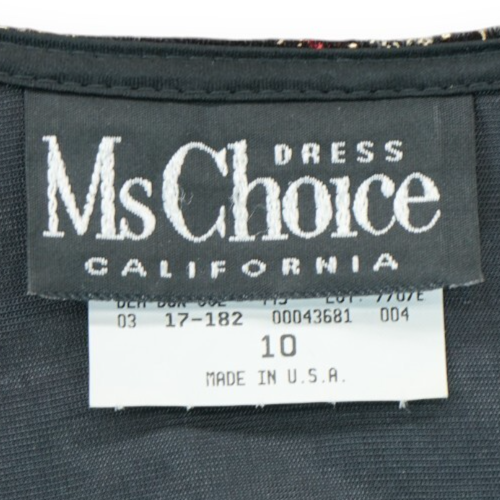 DRESS
Ms Choice
CALIFORNIA
03 17-182 00043681 004
10
MADE IN U.S.A.